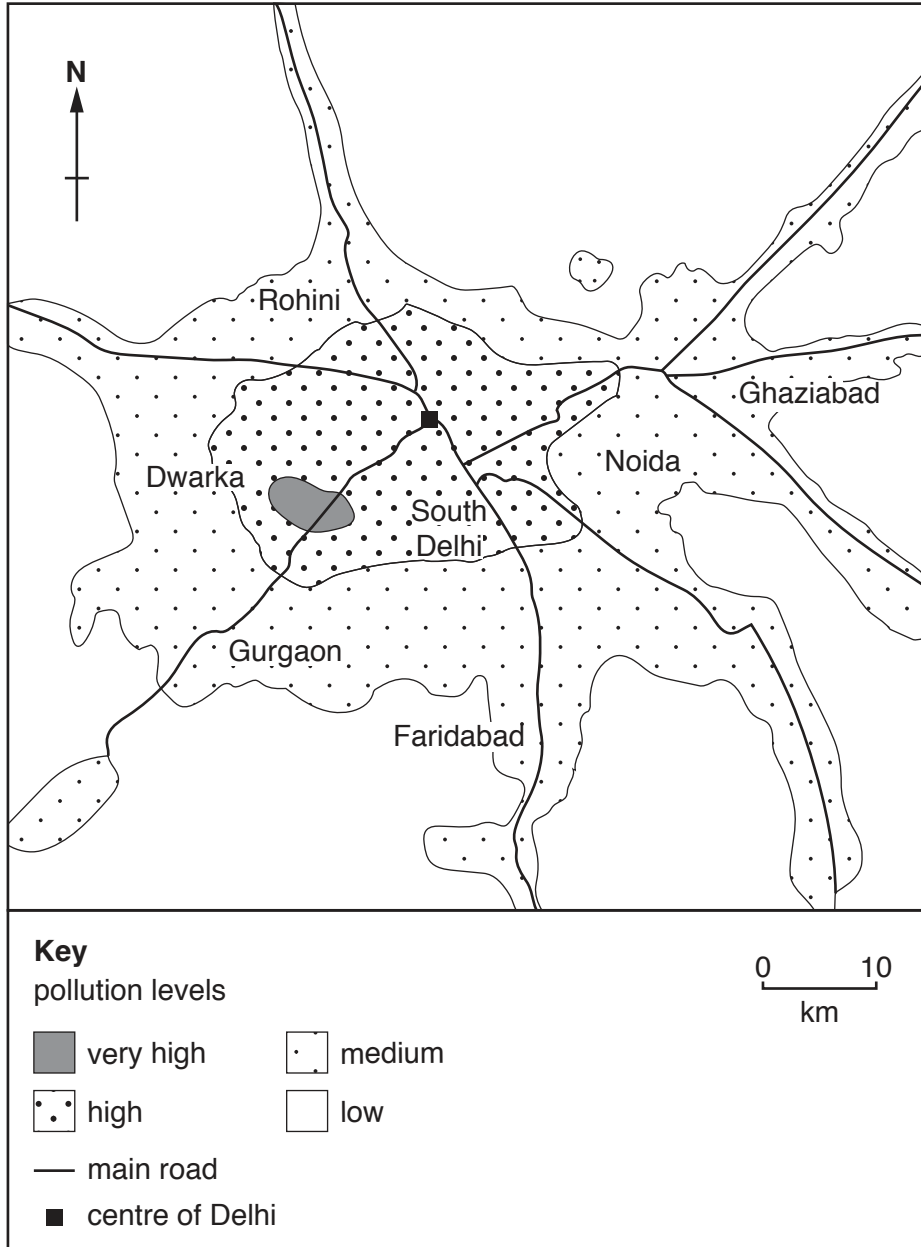 N
Rohini
Ghaziabad
Dwarka
Noida
South
Delhi
Gurgaon
Faridabad
Key
pollution levels
very high
medium
high
low
main road
centre of Delhi
0 10
km